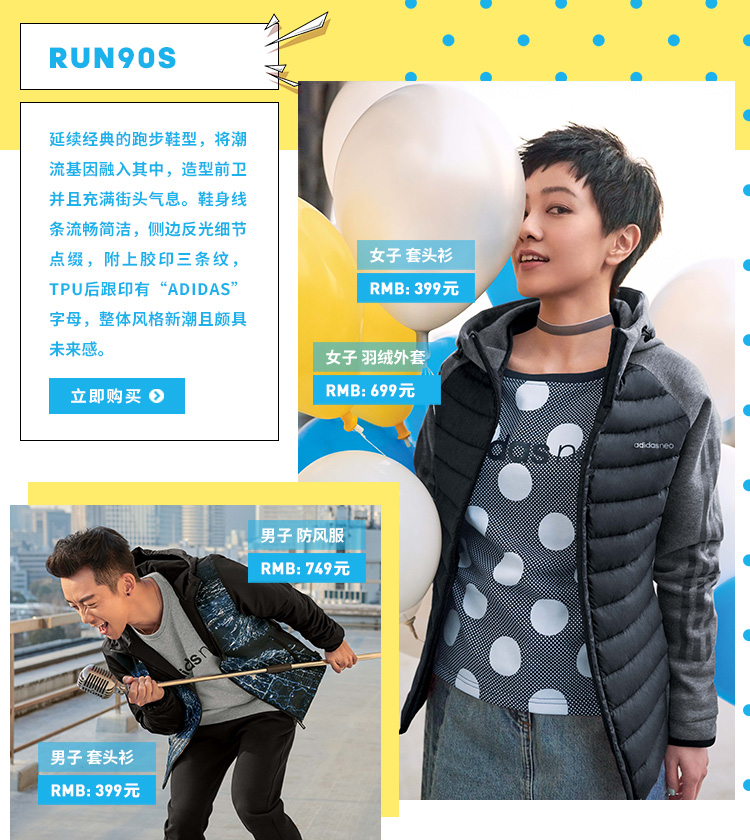 RUN90S
延续经典的跑步鞋型，将潮
流基因融入其中，造型前卫
并且充满街头气息。鞋身线
条流畅简洁，侧边反光细节
点缀，附上胶印三条纹，
TPU后跟印有“ADIDAS”
字母，整体风格新潮且颇具
未来感。
立即购买
女子 套头衫
RMB: 399元
女子 羽绒外套
RMB: 699元
adidas neo
das n
男子 防风服
RMB: 749元
das
男子 套头衫
RMB: 399元